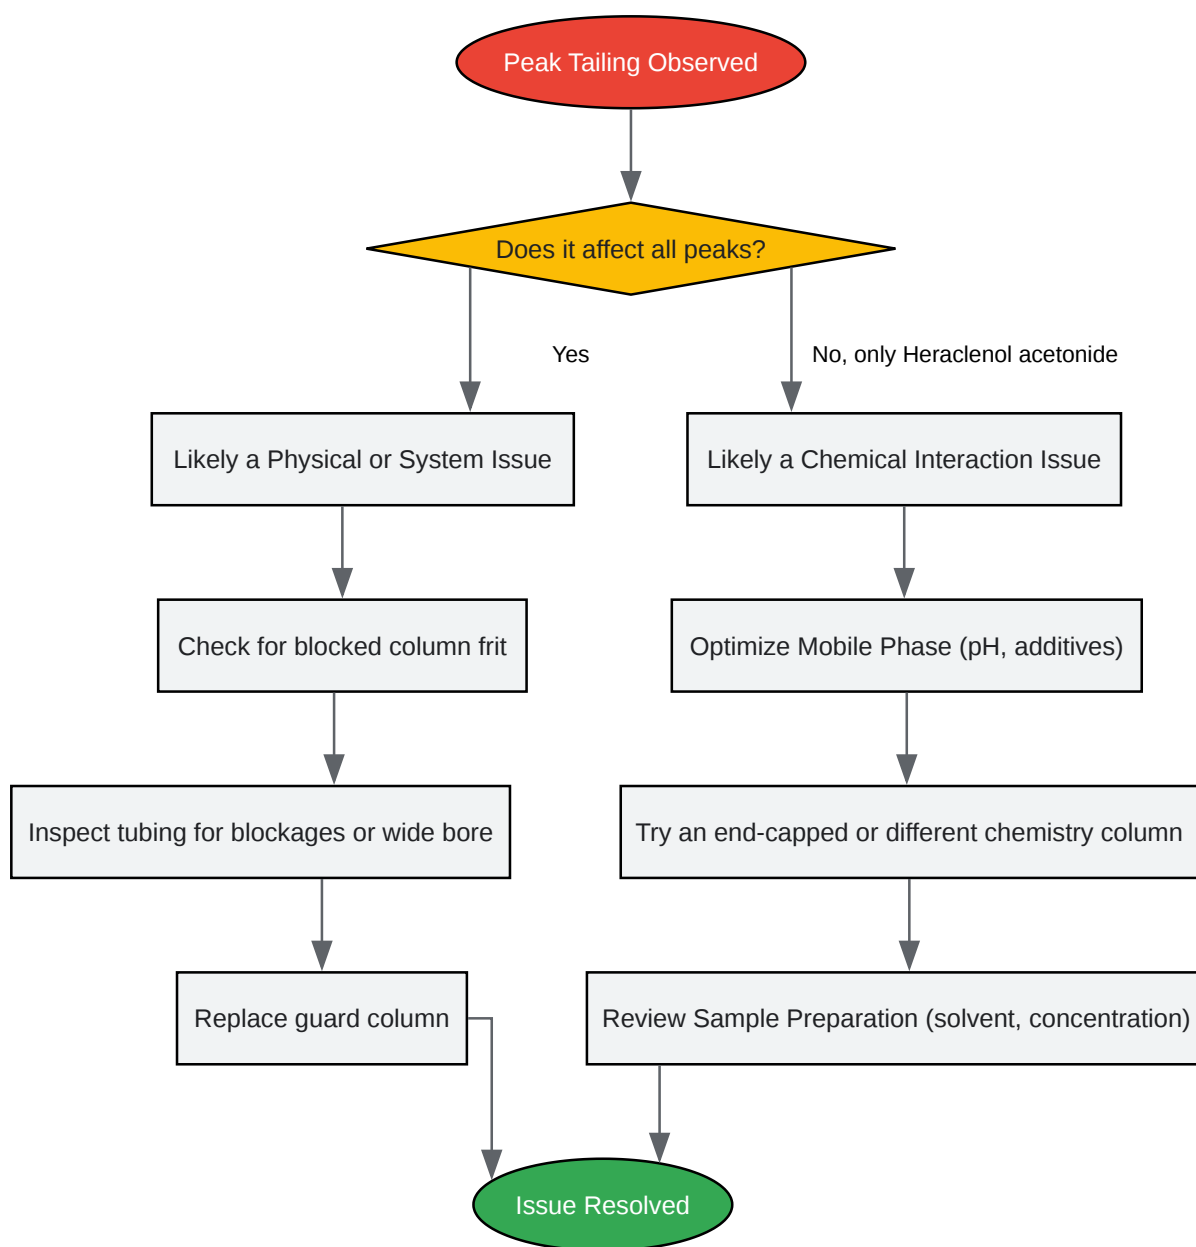 Peak Tailing Observed
Does it affect all peaks?
Yes
No, only Heraclenol acetonide
Likely a Physical or System Issue
Likely a Chemical Interaction Issue
Check for blocked column frit
Optimize Mobile Phase (pH, additives)
Inspect tubing for blockages or wide bore
Try an end-capped or different chemistry column
Replace guard column
Review Sample Preparation (solvent, concentration)
Issue Resolved